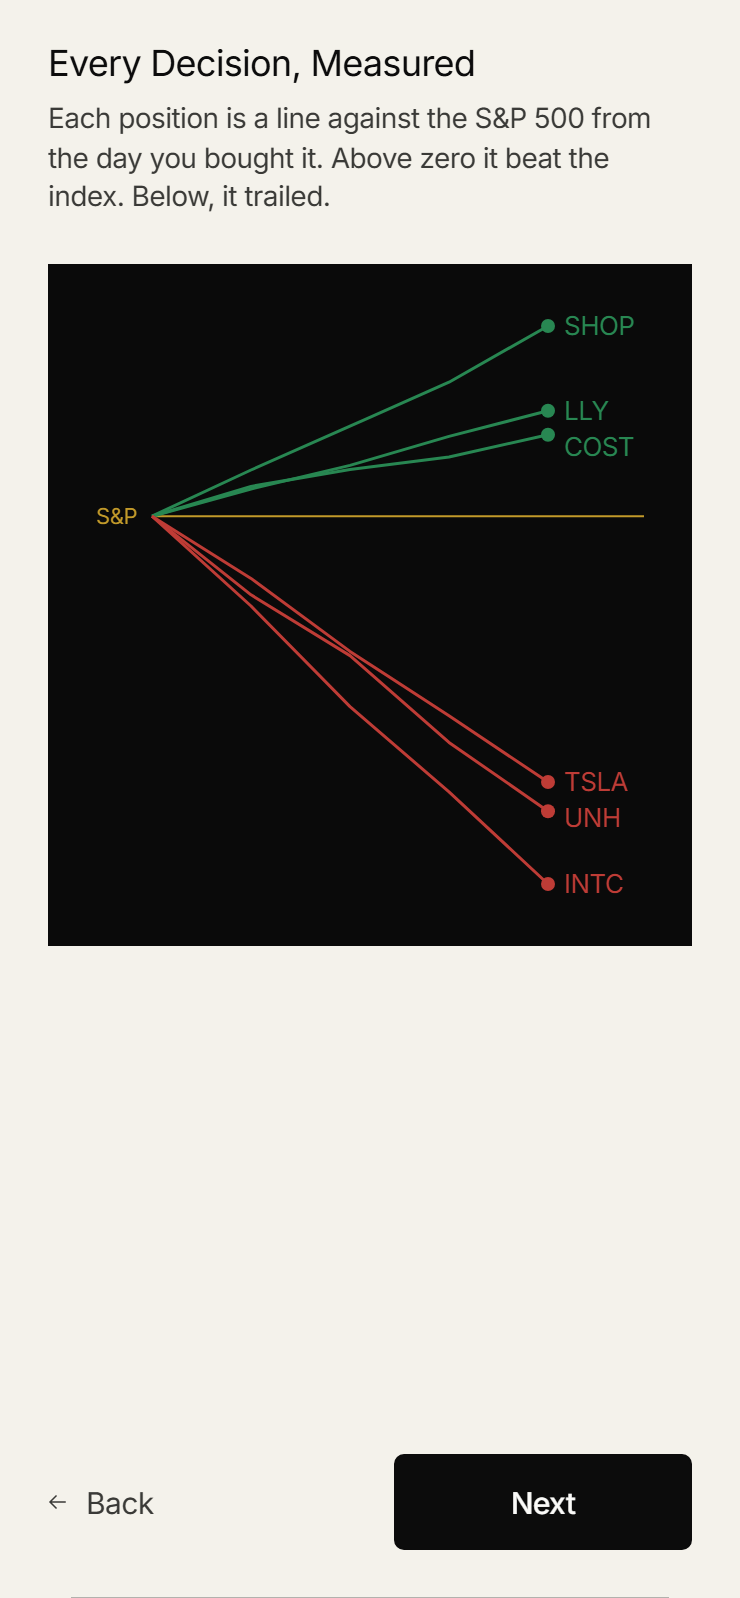 Every Decision, Measured
Each position is a line against the S&P 500 from
the day you bought it. Above zero it beat the
index. Below, it trailed.
SHOP
LLY
COST
S&P
TSLA
UNH
INTC
← Back
Next